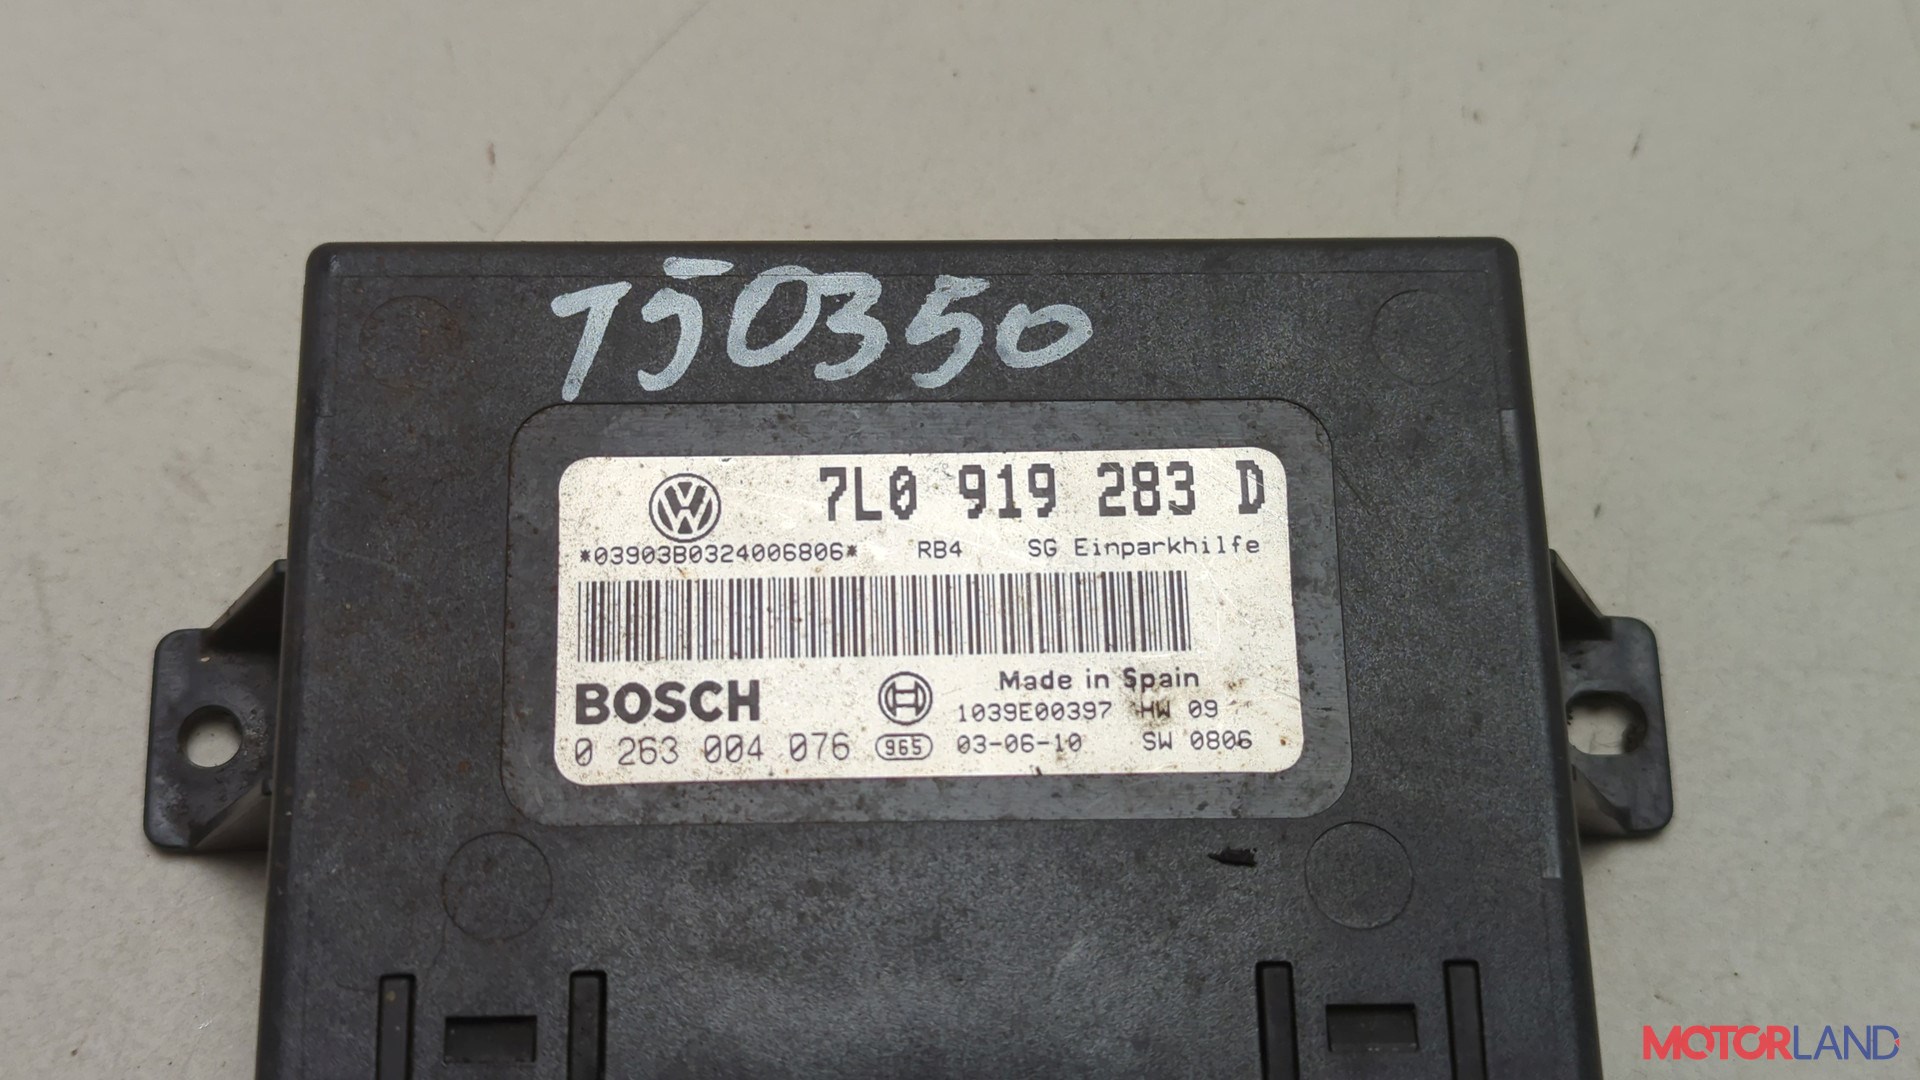 750350
7L0 919 283 D
*03903B0324006806* RB4 SG Einparkhilfe
BOSCH Made in Spain
1039E00397 HW 09
0 263 004 076 965 03-06-10 SW 0806
MOTORLAND